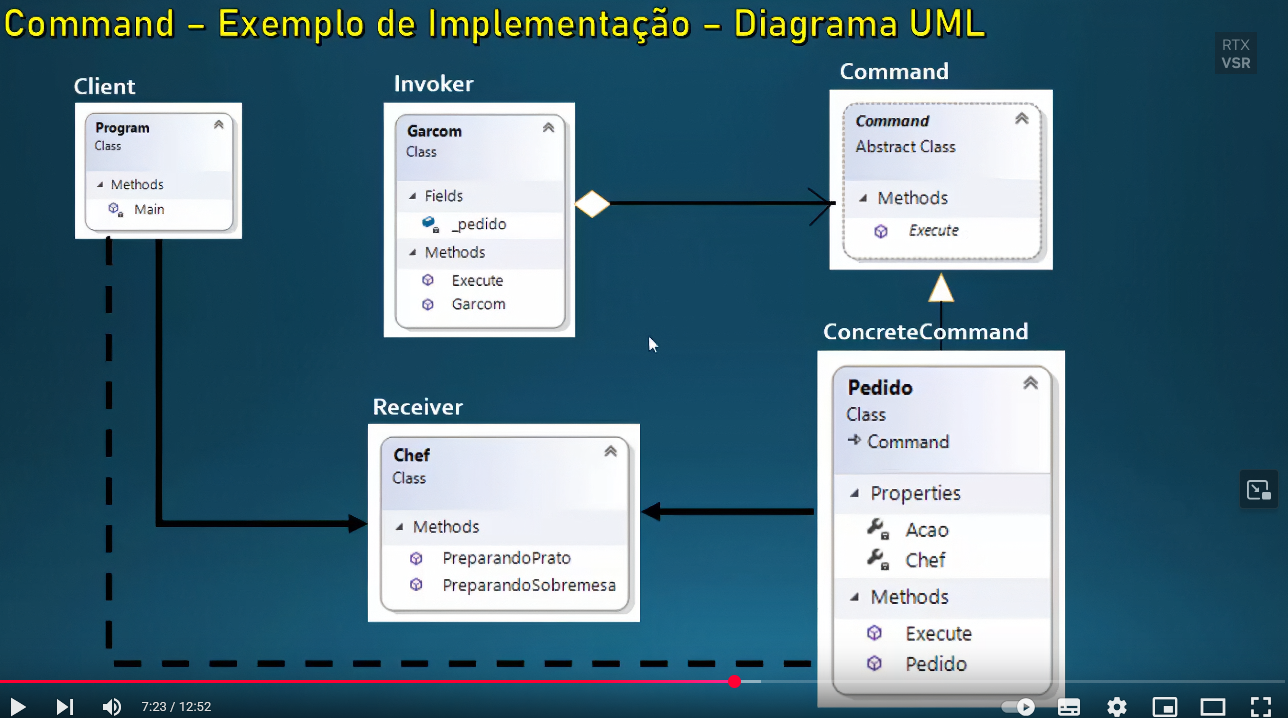 Command – Exemplo de Implementação – Diagrama UML
RTX
VSR
Client
Program
Class
Methods
Main
Invoker
Garcom
Class
Fields
_pedido
Methods
Execute
Garcom
Command
Command
Abstract Class
Methods
Execute
ConcreteCommand
Pedido
Class
Command
Properties
Acao
Chef
Methods
Execute
Pedido
Receiver
Chef
Class
Methods
PreparandoPrato
PreparandoSobremesa
7:23 / 12:52